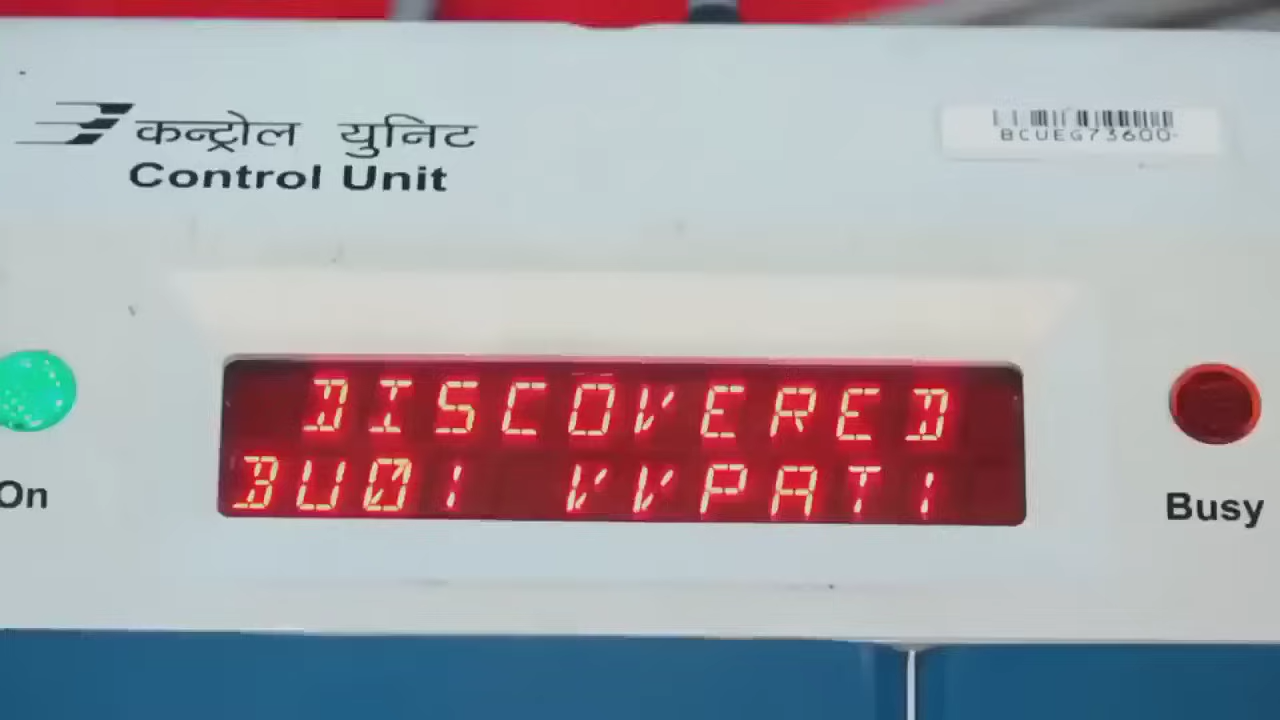 कन्ट्रोल युनिट
Control Unit
BCUEG73600-
DISCOVERED
BU01 VVPAT1
On
Busy